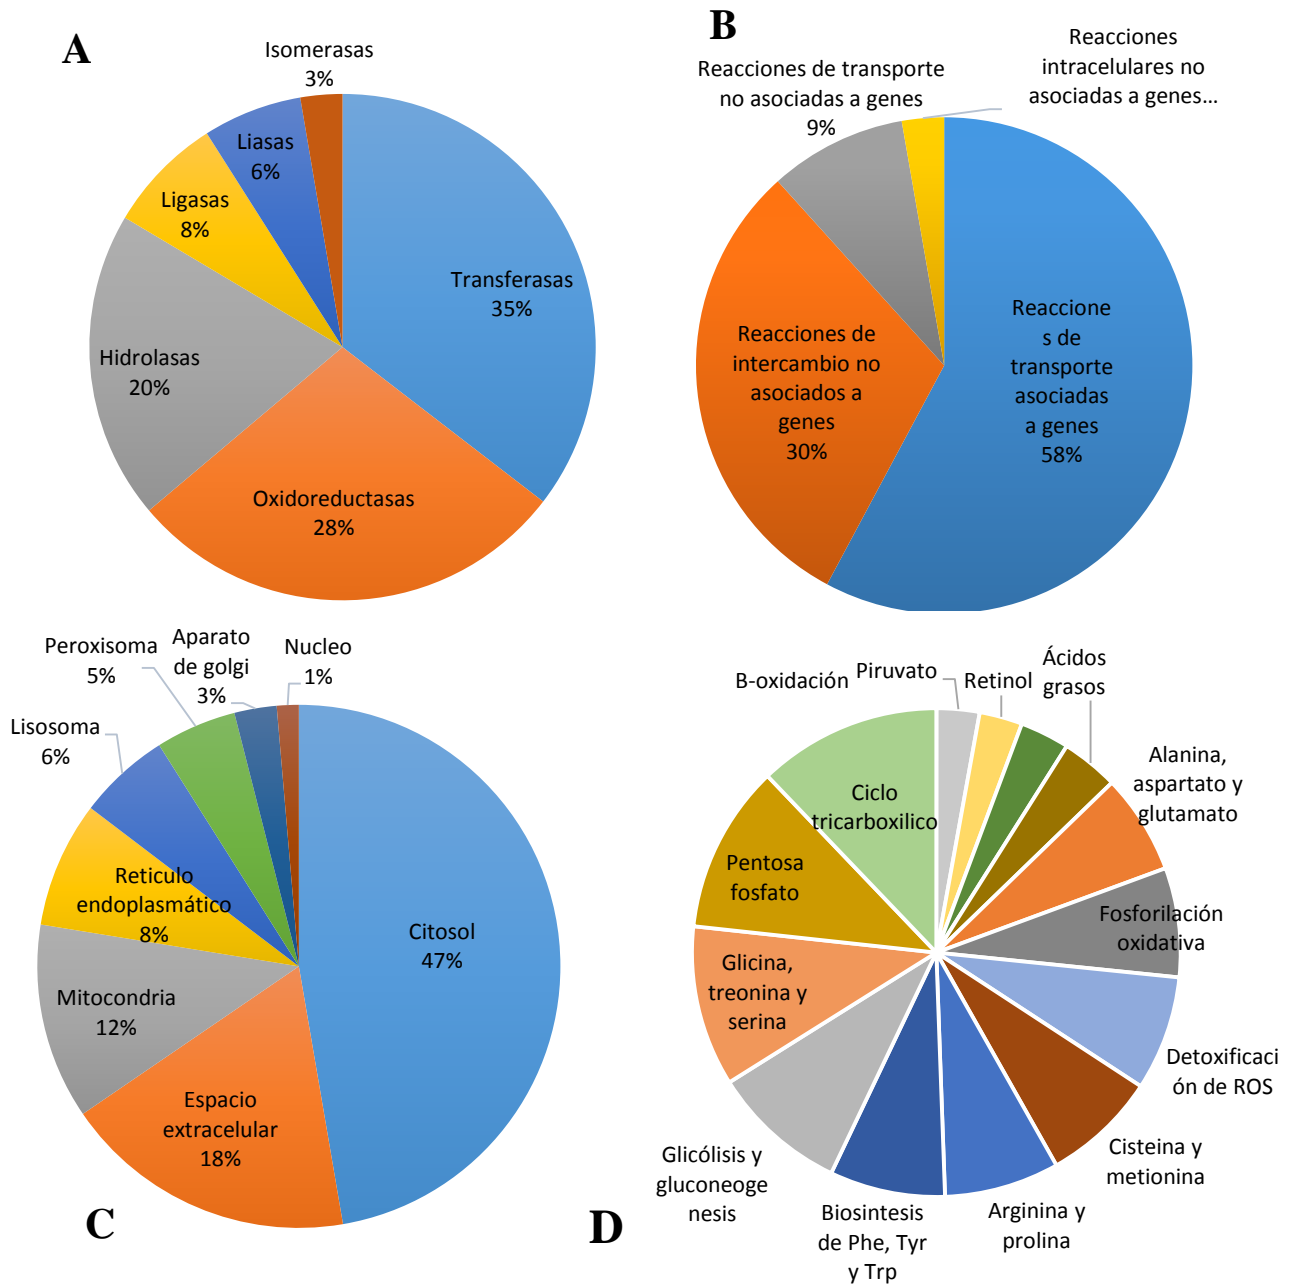 A
Isomerasas
3%
Liasas
6%
Ligasas
8%
Transferasas
35%
Hidrolasas
20%
Oxidoreductasas
28%
B
Reacciones
intracelulares no
asociadas a genes...
Reacciones de transporte
no asociadas a genes
9%
Reacciones de
intercambio no
asociados a
genes
30%
Reaccione
s de
transporte
asociadas
a genes
58%
Peroxisoma
5%
Aparato
de golgi
3%
Nucleo
1%
Lisosoma
6%
Reticulo
endoplasmático
8%
Citosol
47%
Mitocondria
12%
Espacio
extracelular
18%
C
B-oxidación
Piruvato
Retinol
Ácidos
grasos
Alanina,
aspartato y
glutamato
Ciclo
tricarboxilico
Pentosa
fosfato
Fosforilación
oxidativa
Glicina,
treonina y
serina
Detoxificaci
ón de ROS
Cisteina y
metionina
Glicólisis y
gluconeoge
nesis
Biosintesis
de Phe, Tyr
y Trp
Arginina y
prolina
D